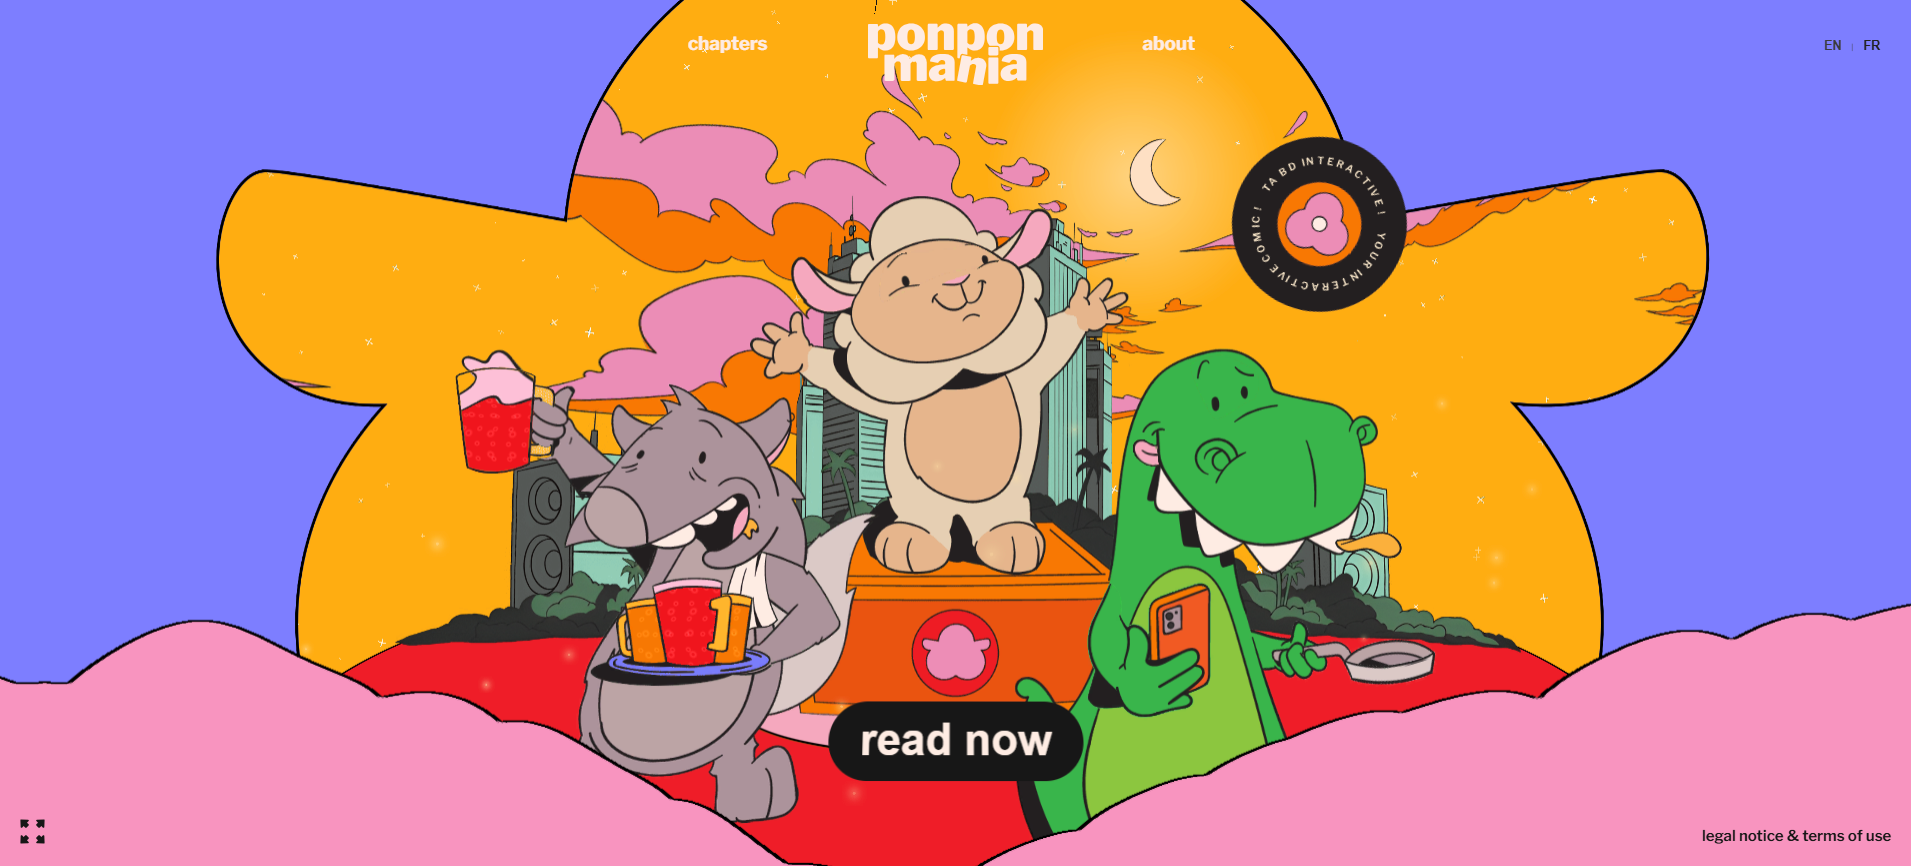 chapters
ponpon
mania
about
EN | FR
TA BD INTERACTIVE ! YOUR INTERACTIVE COMIC !
read now
legal notice & terms of use